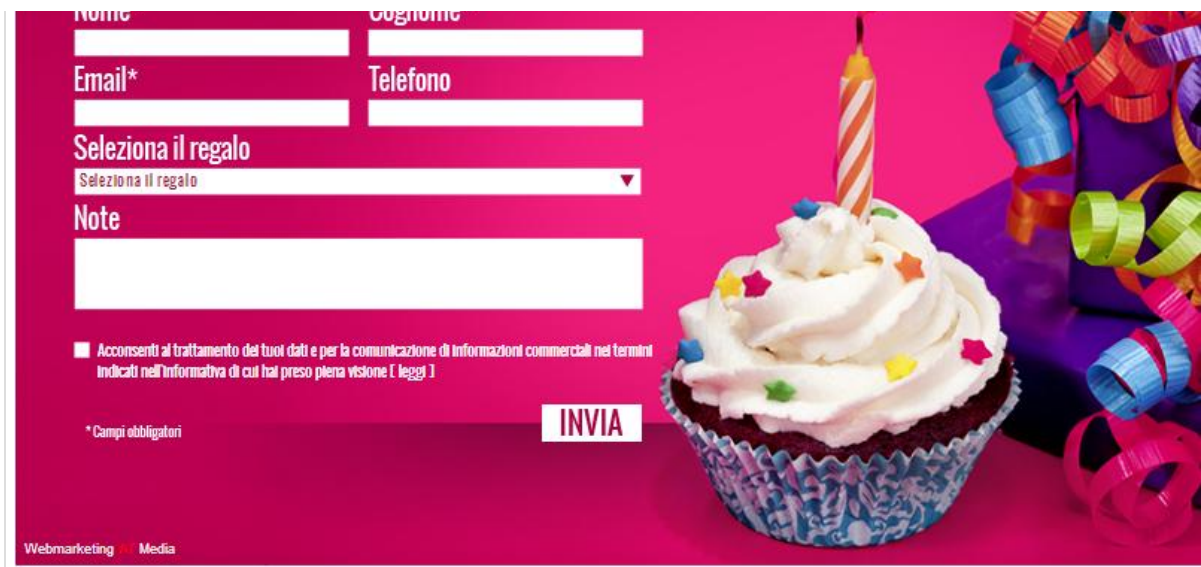 Nome Cognome
Email* Telefono
Seleziona il regalo
Seleziona il regalo
Note
Acconsenti al trattamento dei tuoi dati e per la comunicazione di informazioni commerciali nei termini
indicati nell'informativa di cui hai preso piena visione [ leggi ]
* Campi obbligatori
INVIA
Webmarketing Media